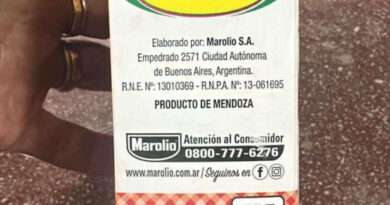 Elaborado por: Marolio S.A.
Empedrado 2571 Ciudad Autónoma
de Buenos Aires, Argentina.
R.N.E. Nº: 13010369 - R.N.P.A. Nº: 13-061695
PRODUCTO DE MENDOZA
Marolio Atención al Consumidor
0800-777-6276
www.marolio.com.ar/Seguinos en